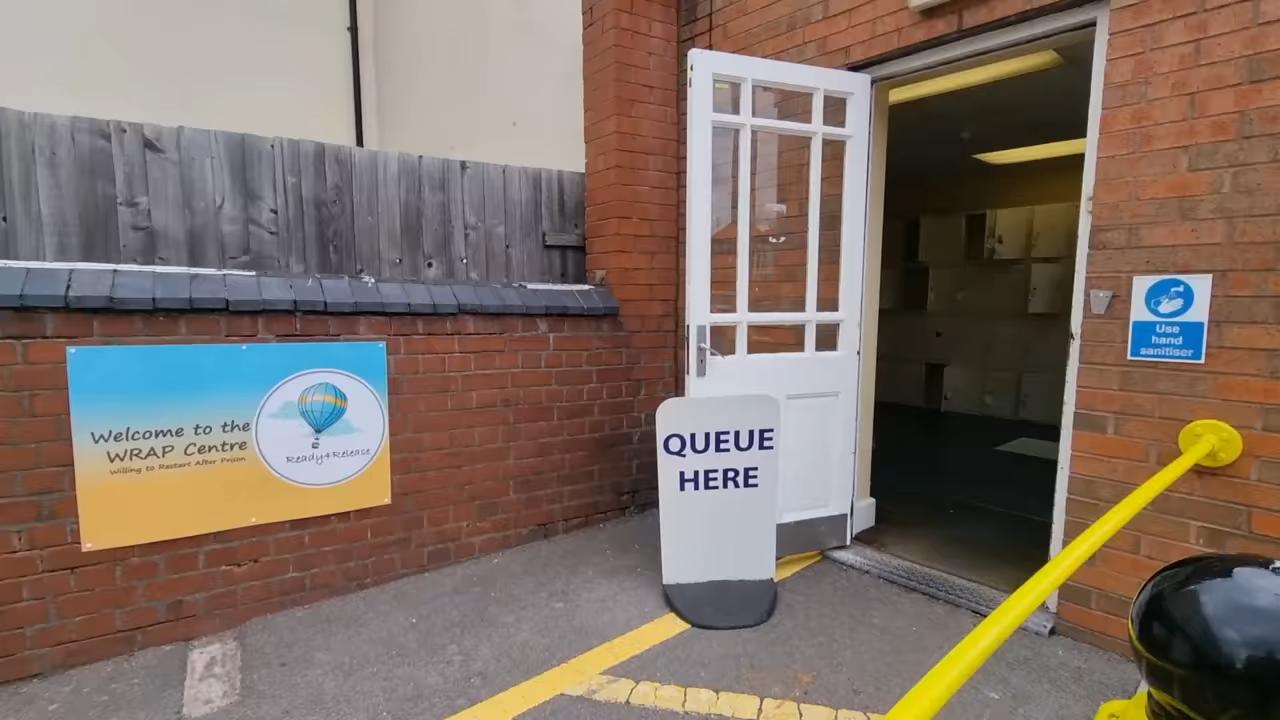 Welcome to the
WRAP Centre
Willing to Restart After Prison
Ready4Release
QUEUE
HERE
Use
hand
sanitiser